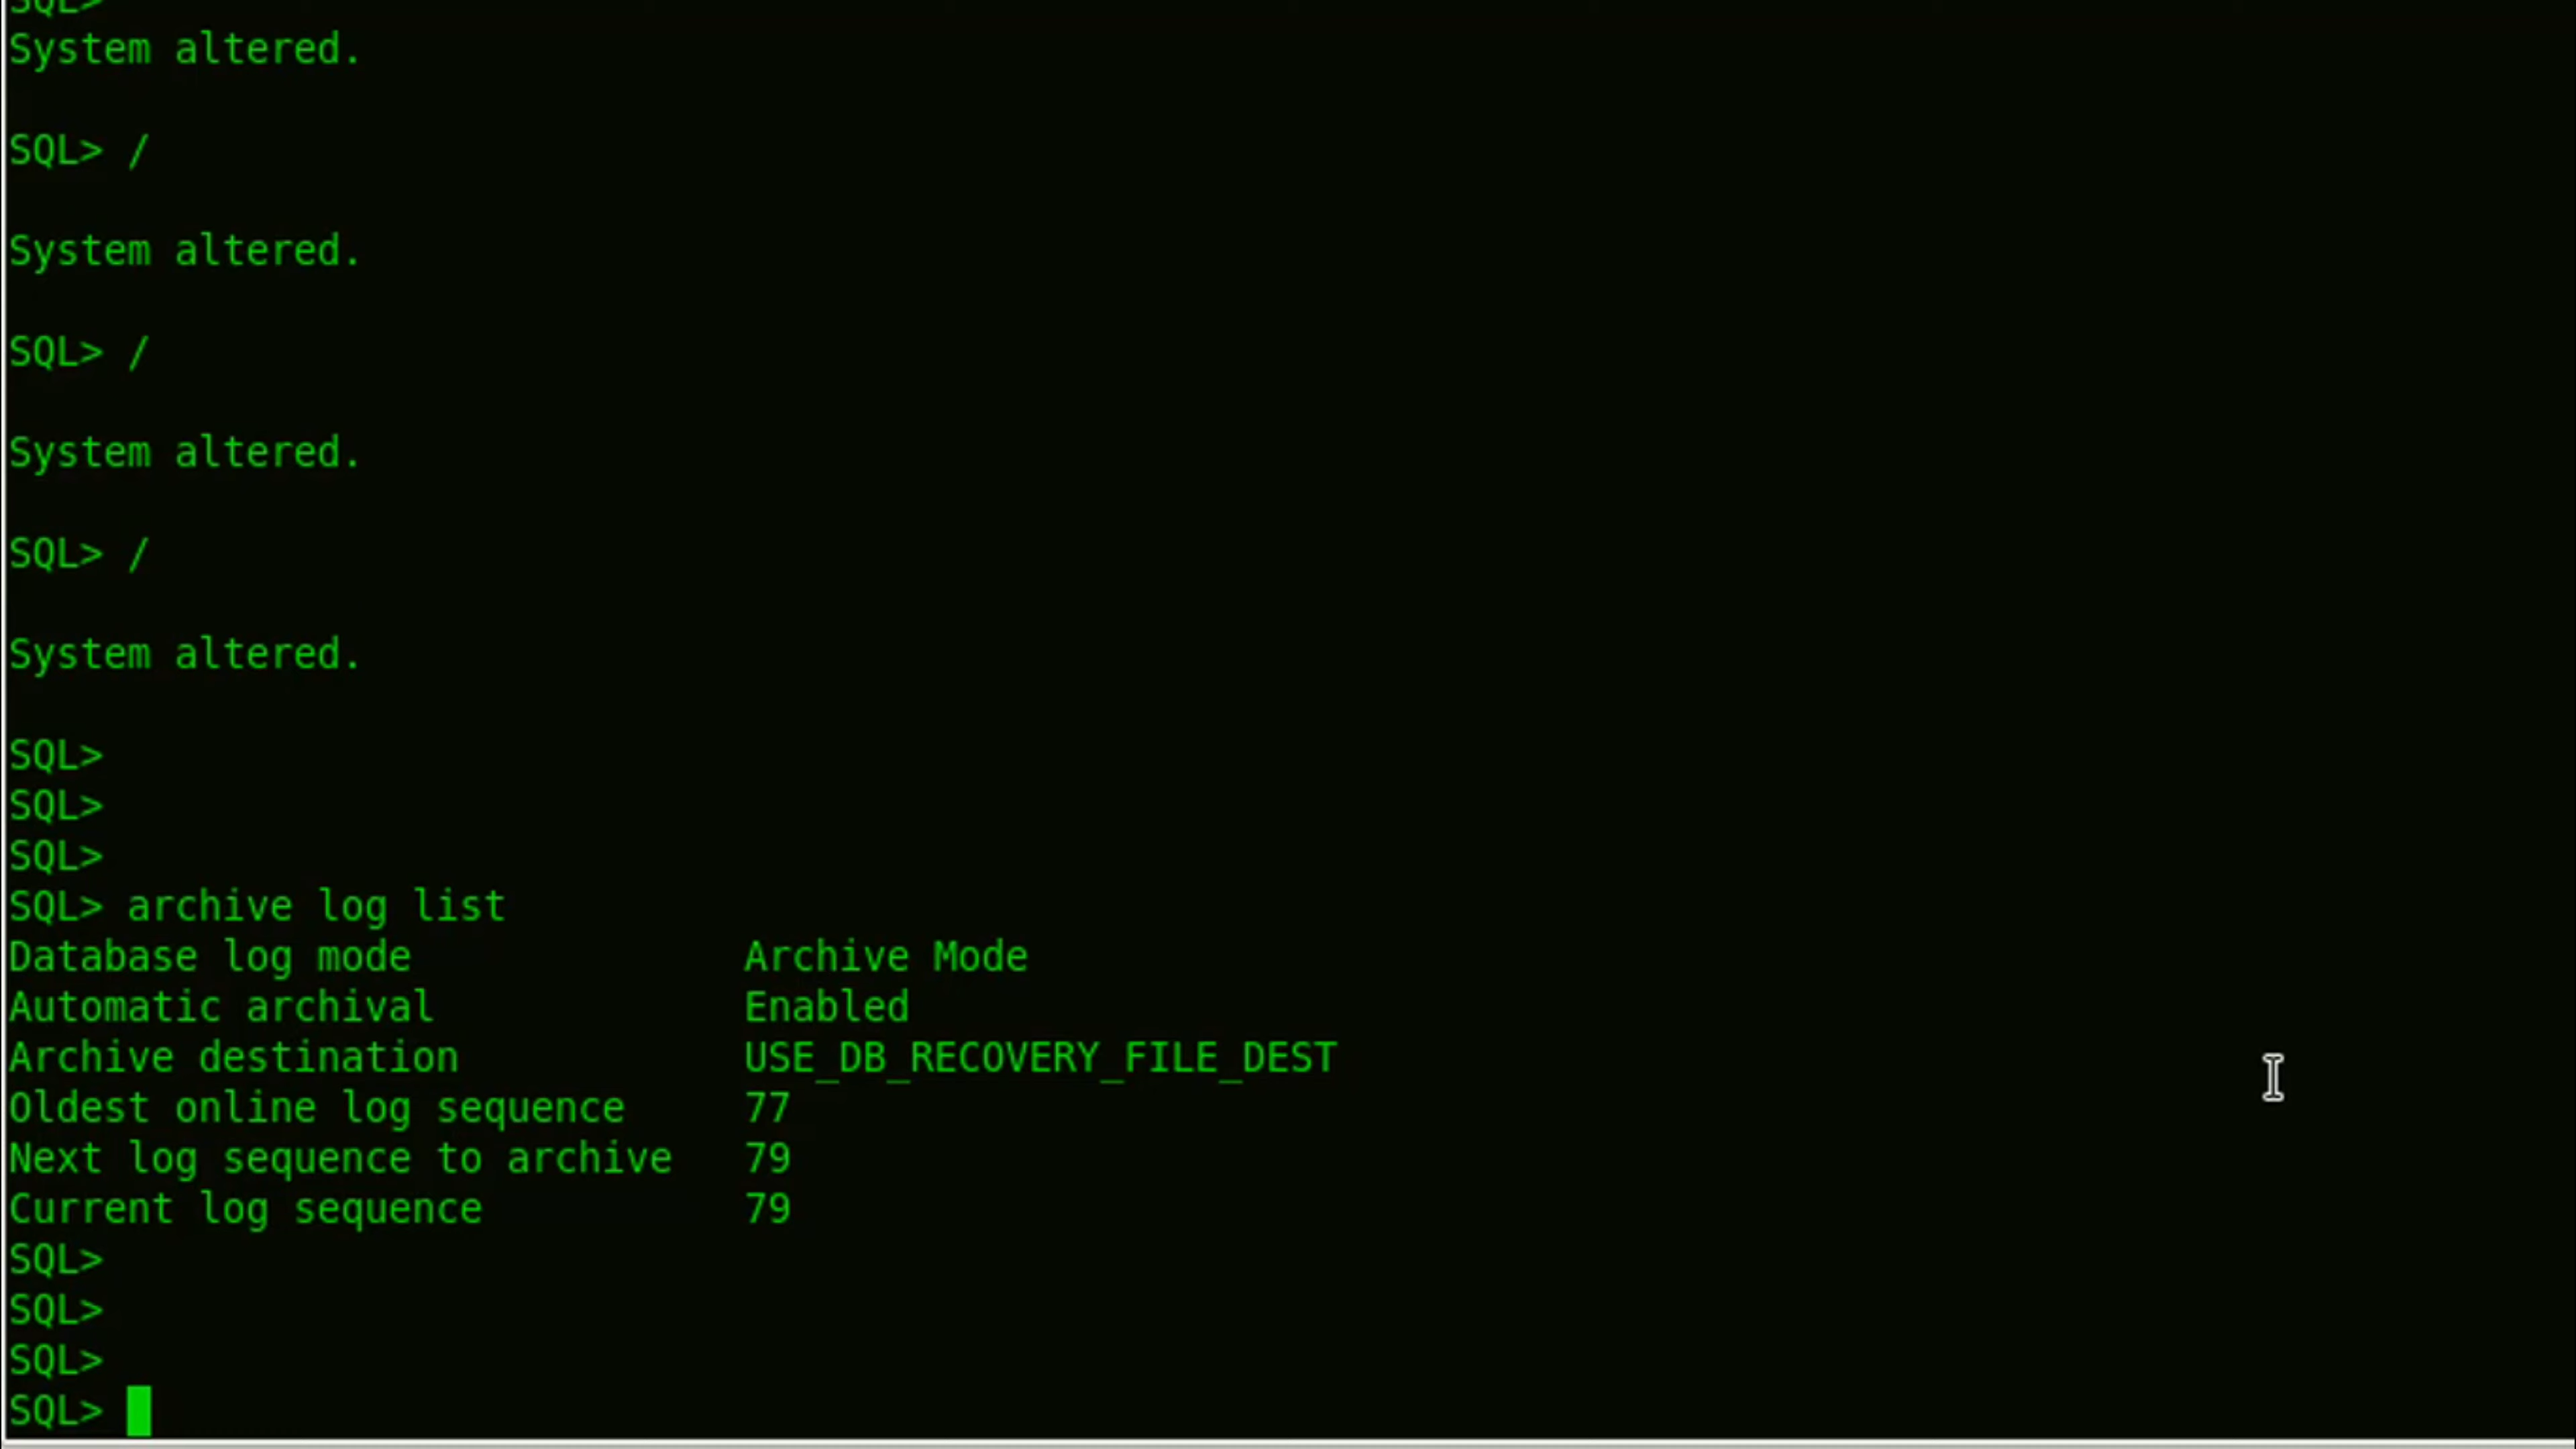 SQL>
System altered.
SQL> /
System altered.
SQL> /
System altered.
SQL> /
System altered.
SQL>
SQL>
SQL>
SQL> archive log list
Database log mode Archive Mode
Automatic archival Enabled
Archive destination USE_DB_RECOVERY_FILE_DEST
Oldest online log sequence 77
Next log sequence to archive 79
Current log sequence 79
SQL>
SQL>
SQL>
SQL>